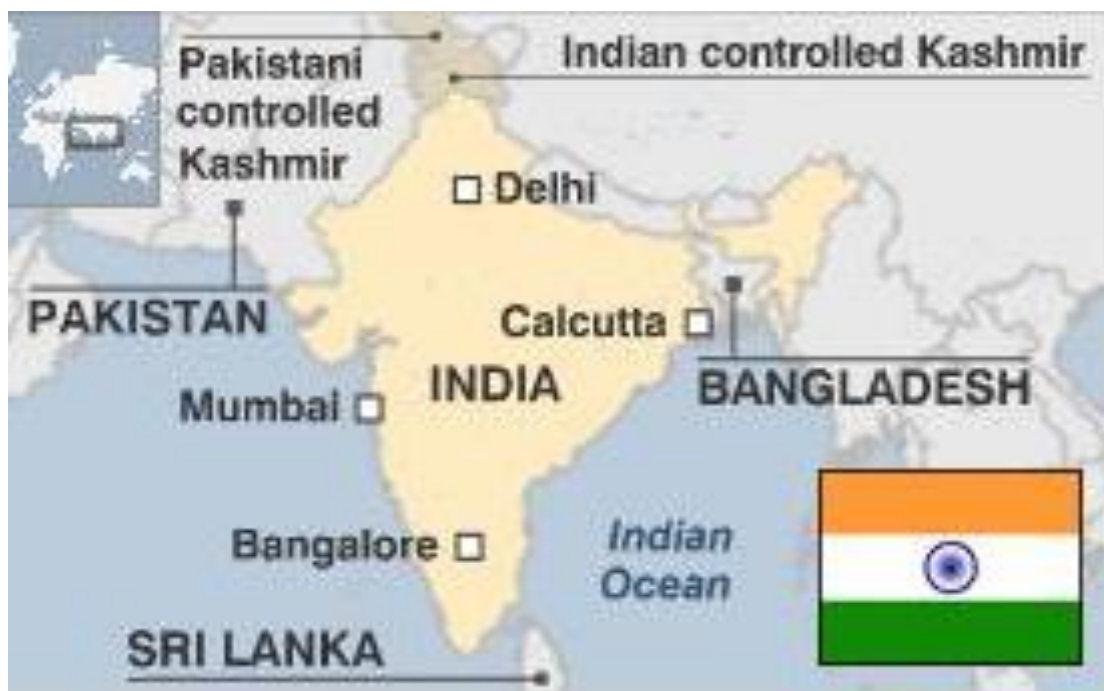 Pakistani
controlled
Kashmir
Indian controlled Kashmir
Delhi
PAKISTAN
Calcutta
INDIA
BANGLADESH
Mumbai
Bangalore
Indian
Ocean
SRI LANKA